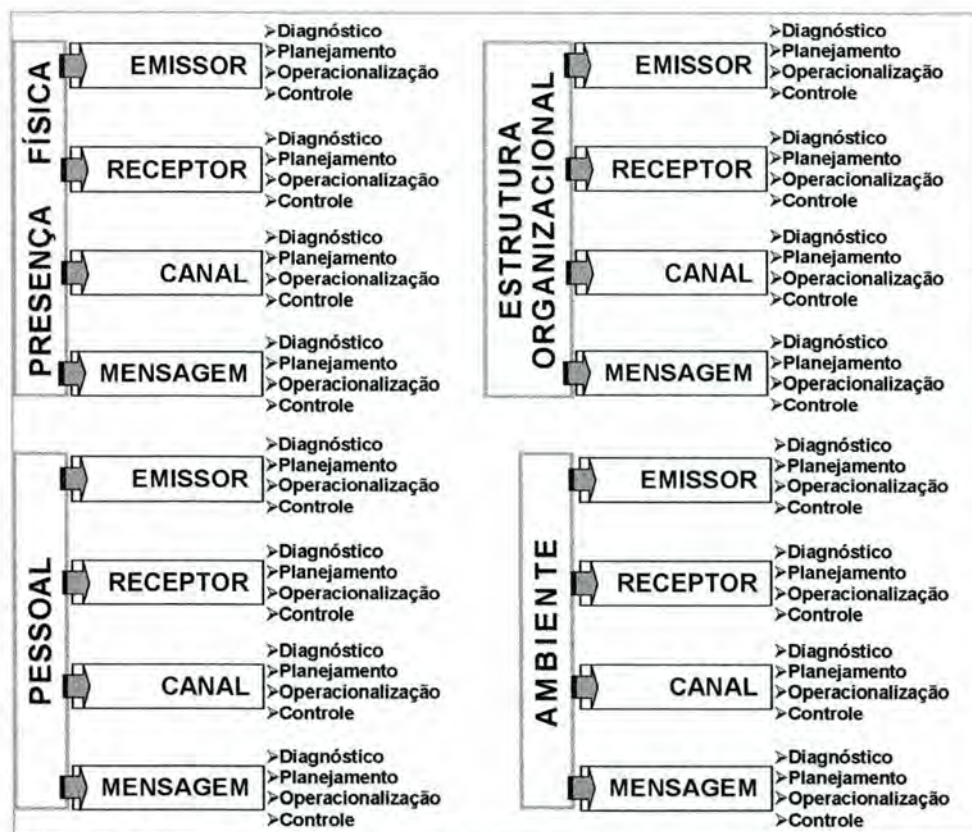 PRESENÇA FÍSICA
EMISSOR
➢Diagnóstico
➢Planejamento
➢Operacionalização
➢Controle
RECEPTOR
➢Diagnóstico
➢Planejamento
➢Operacionalização
➢Controle
CANAL
➢Diagnóstico
➢Planejamento
➢Operacionalização
➢Controle
MENSAGEM
➢Diagnóstico
➢Planejamento
➢Operacionalização
➢Controle
ESTRUTURA
ORGANIZACIONAL
EMISSOR
➢Diagnóstico
➢Planejamento
➢Operacionalização
➢Controle
RECEPTOR
➢Diagnóstico
➢Planejamento
➢Operacionalização
➢Controle
CANAL
➢Diagnóstico
➢Planejamento
➢Operacionalização
➢Controle
MENSAGEM
➢Diagnóstico
➢Planejamento
➢Operacionalização
➢Controle
PESSOAL
EMISSOR
➢Diagnóstico
➢Planejamento
➢Operacionalização
➢Controle
RECEPTOR
➢Diagnóstico
➢Planejamento
➢Operacionalização
➢Controle
CANAL
➢Diagnóstico
➢Planejamento
➢Operacionalização
➢Controle
MENSAGEM
➢Diagnóstico
➢Planejamento
➢Operacionalização
➢Controle
AMBIENTE
EMISSOR
➢Diagnóstico
➢Planejamento
➢Operacionalização
➢Controle
RECEPTOR
➢Diagnóstico
➢Planejamento
➢Operacionalização
➢Controle
CANAL
➢Diagnóstico
➢Planejamento
➢Operacionalização
➢Controle
MENSAGEM
➢Diagnóstico
➢Planejamento
➢Operacionalização
➢Controle